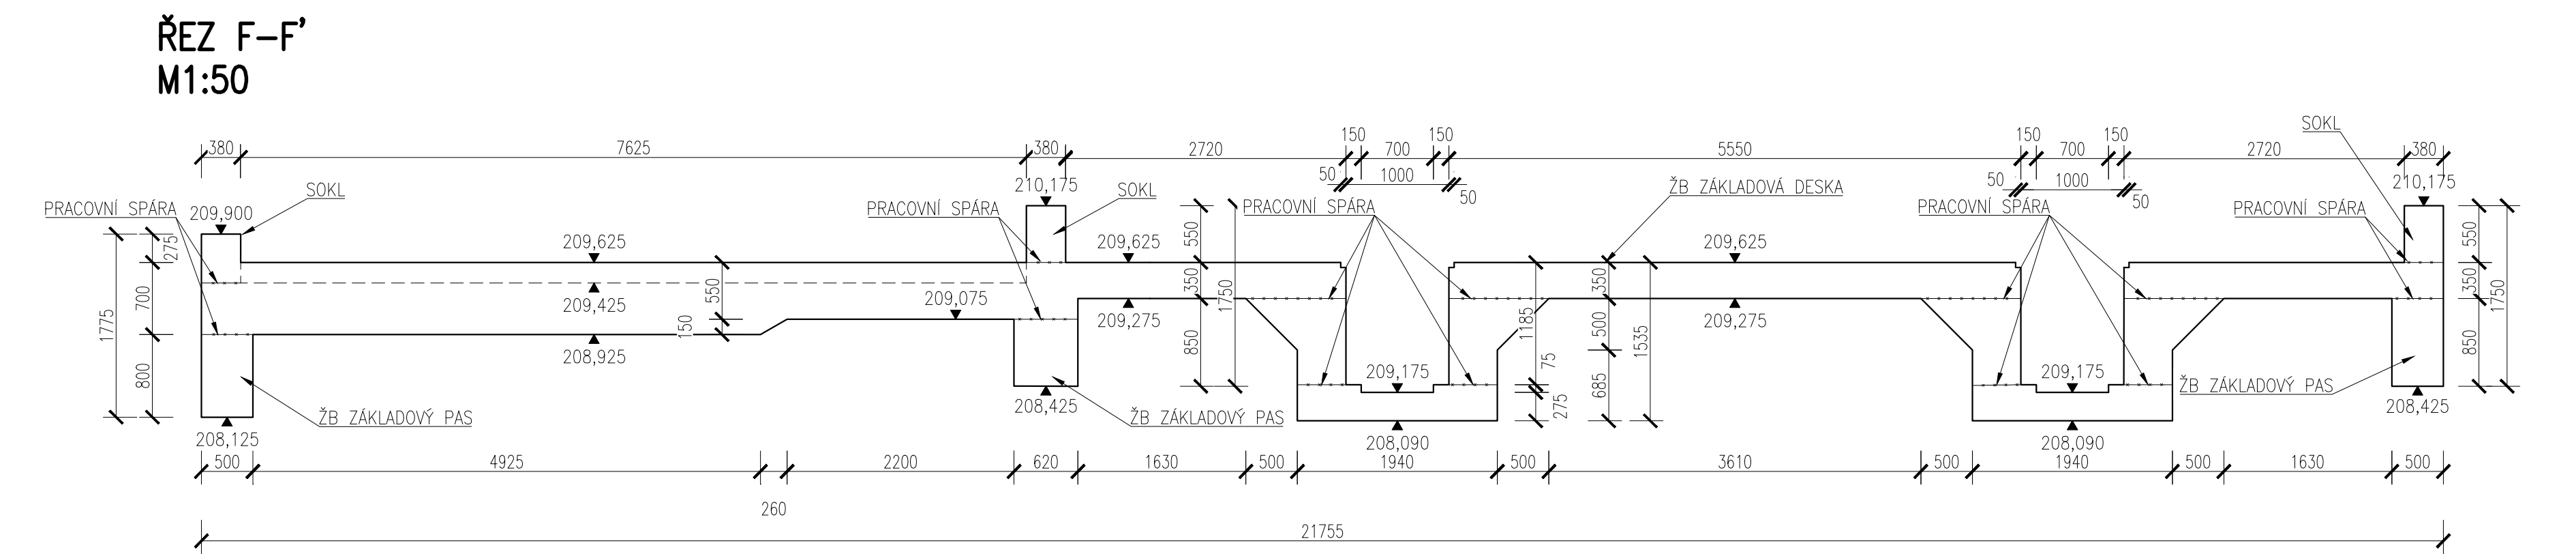 ŘEZ F-F'
M1:50
SOKL
150 150 150 150
380 7625 380 2720 700 5550 700 2720 380
50 1000 50 1000
210,175 210,175
SOKL SOKL ŽB ZÁKLADOVÁ DESKA
50 50
PRACOVNÍ SPÁRA 209,900 PRACOVNÍ SPÁRA PRACOVNÍ SPÁRA PRACOVNÍ SPÁRA PRACOVNÍ SPÁRA
275 209,625 209,625 550 209,625 550
700 550 350 1750 350 350 1750
209,425 209,075 209,275 209,275
1775 150 1185 500 1535
208,925 850 75 850
800 209,175 685 209,175
ŽB ZÁKLADOVÝ PAS
208,425 275 208,425
ŽB ZÁKLADOVÝ PAS ŽB ZÁKLADOVÝ PAS
208,125 208,090 208,090
500 4925 2200 620 1630 500 1940 500 3610 500 1940 500 1630 500
260
21755